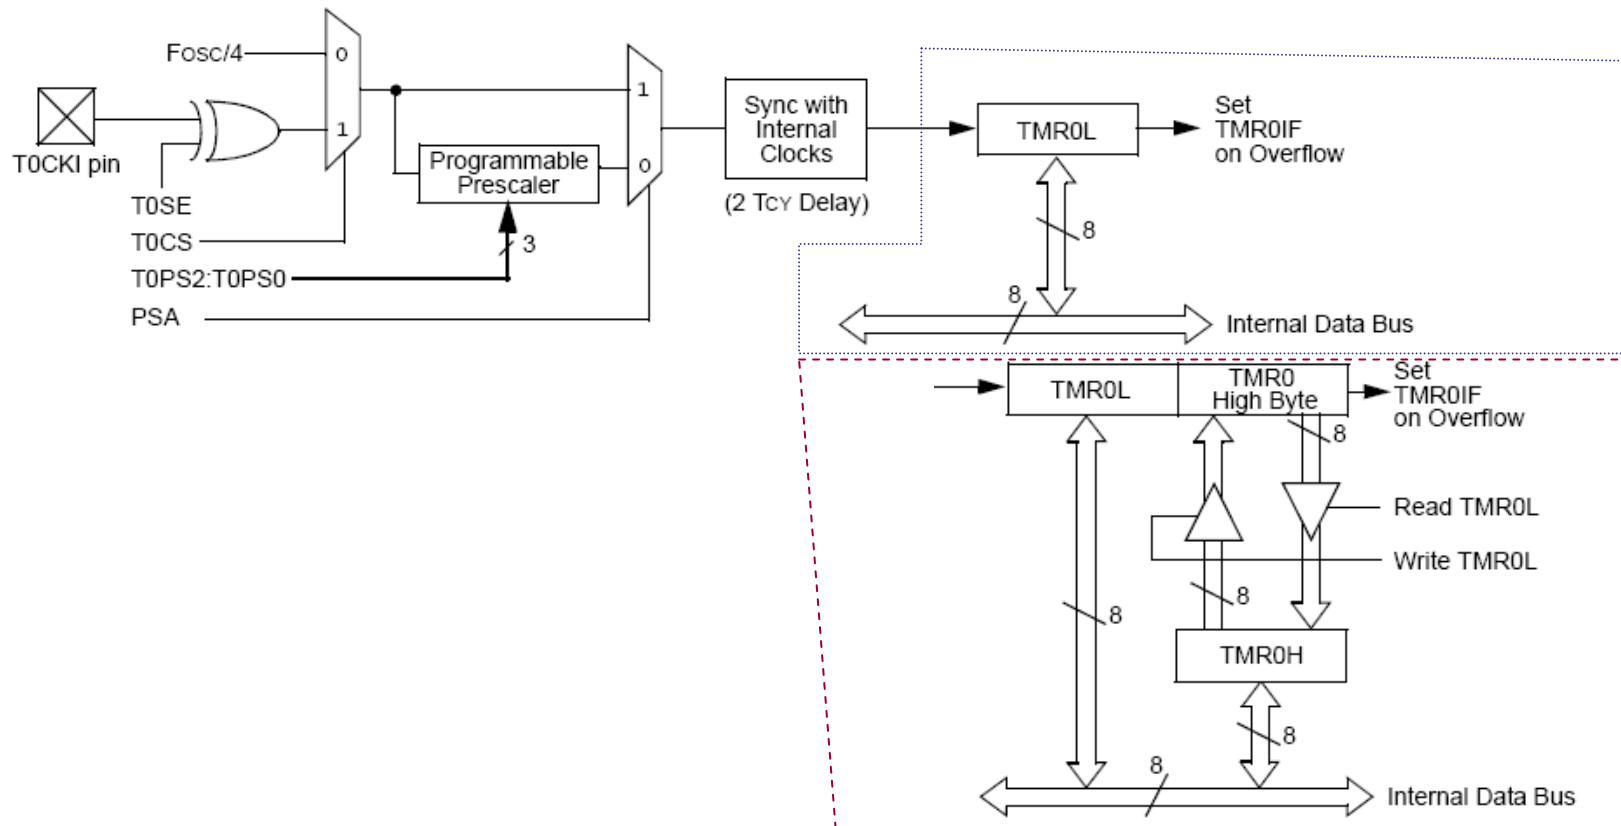 Fosc/4
0
1
T0CKI pin
T0SE
T0CS
T0PS2:T0PS0
PSA
Programmable
Prescaler
3
1
0
Sync with
Internal
Clocks
(2 TCY Delay)
TMR0L
Set
TMR0IF
on Overflow
8
8
Internal Data Bus
TMR0L
TMR0
High Byte
Set
TMR0IF
on Overflow
8
Read TMR0L
Write TMR0L
8
8
TMR0H
8
8
Internal Data Bus